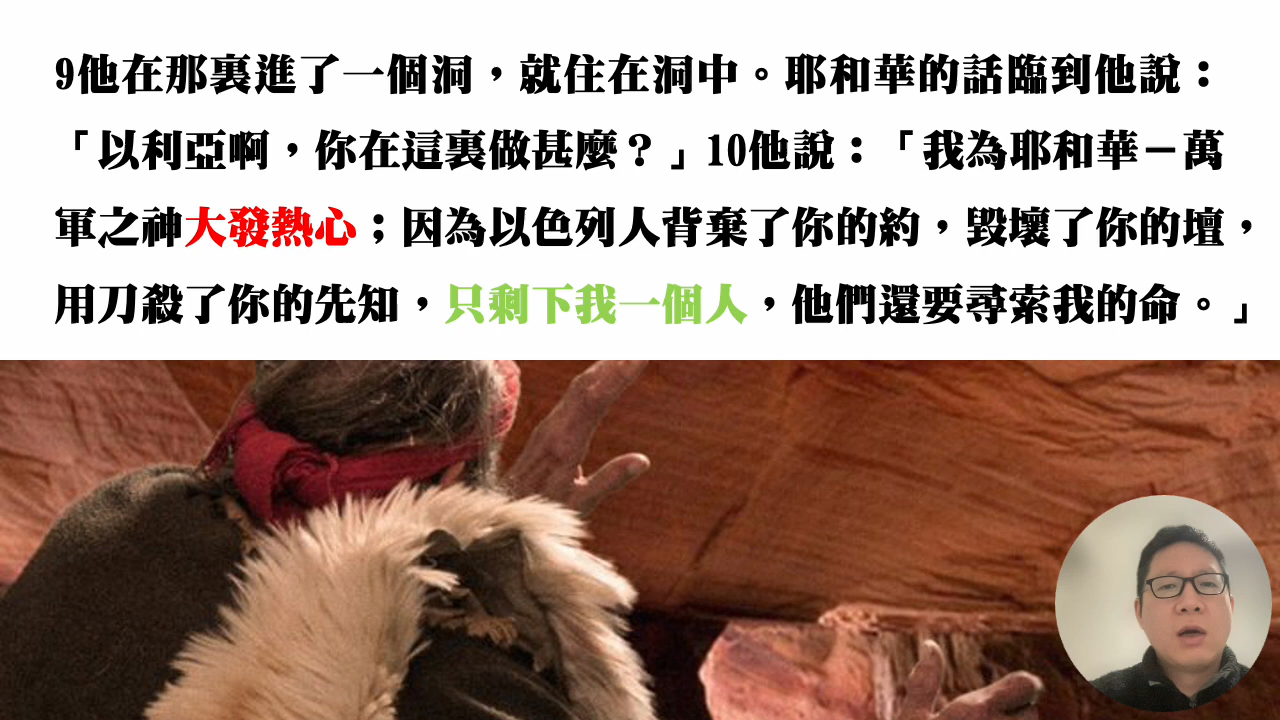 9他在那裏進了一個洞，就住在洞中。耶和華的話臨到他說：
「以利亞啊，你在這裏做甚麼？」10他說：「我為耶和華－萬
軍之神大發熱心；因為以色列人背棄了你的約，毀壞了你的壇，
用刀殺了你的先知，只剩下我一個人，他們還要尋索我的命。」